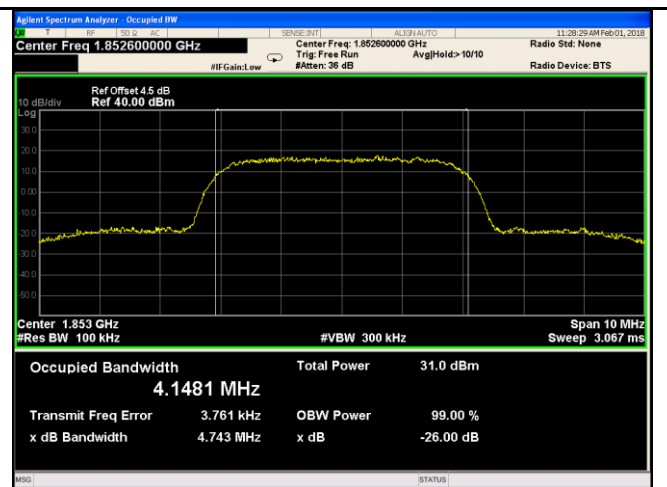 Agilent Spectrum Analyzer - Occupied BW
T RF 50 Ω AC SENSE:INT ALIGNAUTO 11:28:29 AM Feb 01, 2018
Center Freq 1.852600000 GHz Center Freq: 1.852600000 GHz Radio Std: None
Trig: Free Run Avg|Hold:> 10/10
#IFGain:Low #Atten: 36 dB Radio Device: BTS
Ref Offset 4.5 dB
10 dB/div Ref 40.00 dBm
Log
30.0
20.0
10.0
0.00
-10.0
-20.0
-30.0
-40.0
-50.0
Center 1.853 GHz Span 10 MHz
#Res BW 100 kHz #VBW 300 kHz Sweep 3.067 ms
Occupied Bandwidth Total Power 31.0 dBm
4.1481 MHz
Transmit Freq Error 3.761 kHz OBW Power 99.00 %
x dB Bandwidth 4.743 MHz x dB -26.00 dB
MSG STATUS